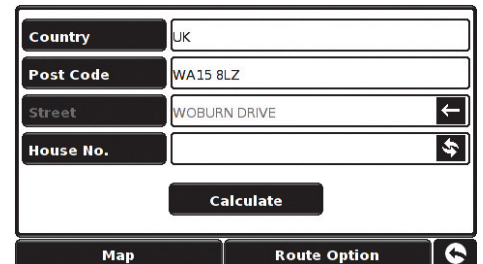 Country UK
Post Code WA15 8LZ
Street WOBURN DRIVE
House No.
Calculate
Map Route Option